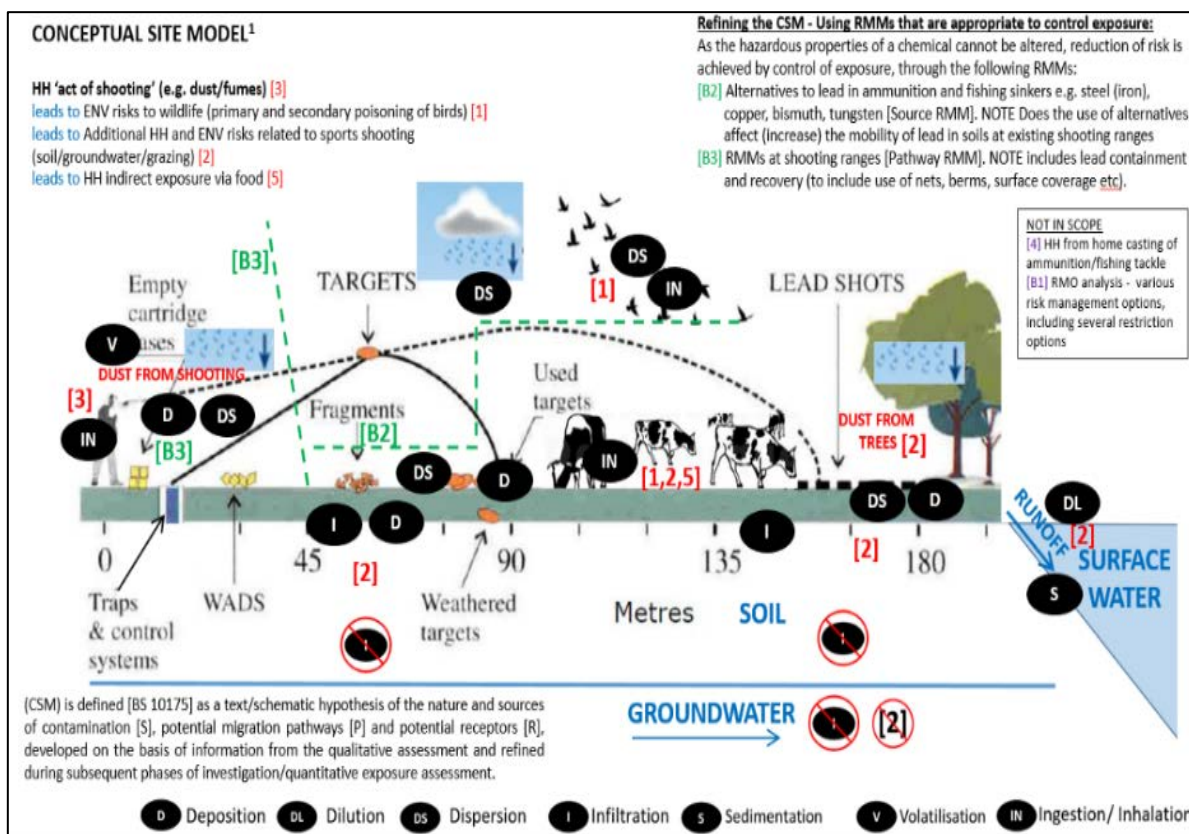 CONCEPTUAL SITE MODEL¹
HH 'act of shooting' (e.g. dust/fumes) [3]
leads to ENV risks to wildlife (primary and secondary poisoning of birds) [1]
leads to Additional HH and ENV risks related to sports shooting
(soil/groundwater/grazing) [2]
leads to HH indirect exposure via food [5]
Refining the CSM - Using RMMs that are appropriate to control exposure:
As the hazardous properties of a chemical cannot be altered, reduction of risk is
achieved by control of exposure, through the following RMMs:
[B2] Alternatives to lead in ammunition and fishing sinkers e.g. steel (iron),
copper, bismuth, tungsten [Source RMM]. NOTE Does the use of alternatives
affect (increase) the mobility of lead in soils at existing shooting ranges
[B3] RMMs at shooting ranges [Pathway RMM]. NOTE includes lead containment
and recovery (to include use of nets, berms, surface coverage etc).
NOT IN SCOPE
[4] HH from home casting of
ammunition/fishing tackle
[B1] RMO analysis - various
risk management options,
including several restriction
options
[B3]
TARGETS
DS
DS
[1]
IN
LEAD SHOTS
Empty
cartridge
ases
V
DUST FROM SHOOTING
[3]
IN
D
DS
[B3]
Fragments
[B2]
Used
targets
DS
D
IN
[1,2,5]
DUST FROM
TREES [2]
DS
D
DL
[2]
I
D
I
[2]
RUNOFF
SURFACE
WATER
S
0
45
90
135
180
[2]
Traps
& control
systems
WADS
Weathered
targets
Metres
SOIL
I
I
GROUNDWATER
I
[2]
(CSM) is defined [BS 10175] as a text/schematic hypothesis of the nature and sources
of contamination [S], potential migration pathways [P] and potential receptors [R],
developed on the basis of information from the qualitative assessment and refined
during subsequent phases of investigation/quantitative exposure assessment.
D Deposition DL Dilution DS Dispersion I Infiltration S Sedimentation V Volatilisation IN Ingestion/ Inhalation